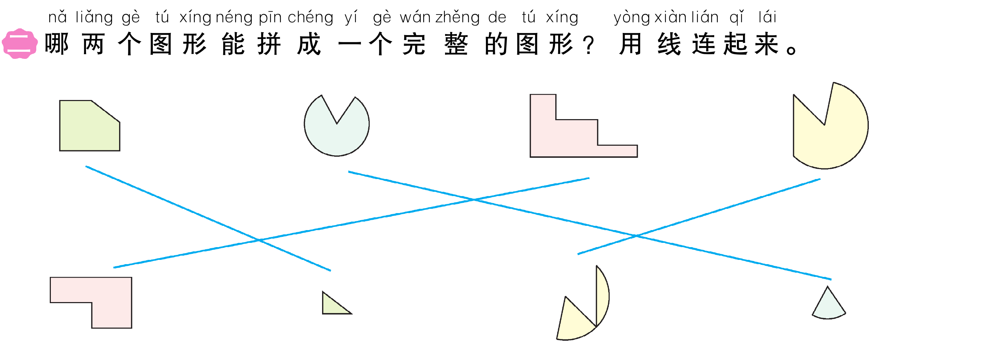 nǎ liǎng gè tú xíng néng pīn chéng yí gè wán zhěng de tú xíng yòng xiàn lián qǐ lái
二 哪两个图形能拼成一个完整的图形？用线连起来。